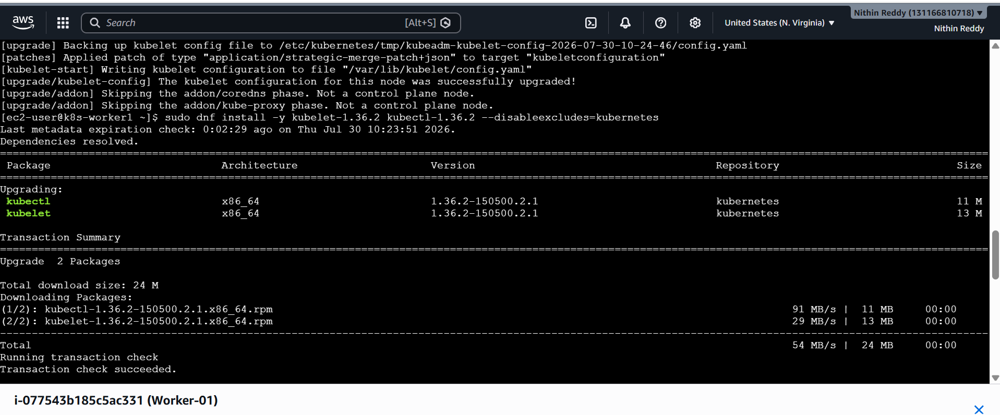 aws
Search [Alt+S]
United States (N. Virginia)
Nithin Reddy (131166810718)
Nithin Reddy
[upgrade] Backing up kubelet config file to /etc/kubernetes/tmp/kubeadm-kubelet-config-2026-07-30-10-24-46/config.yaml
[patches] Applied patch of type "application/strategic-merge-patch+json" to target "kubeletconfiguration"
[kubelet-start] Writing kubelet configuration to file "/var/lib/kubelet/config.yaml"
[upgrade/kubelet-config] The kubelet configuration for this node was successfully upgraded!
[upgrade/addon] Skipping the addon/coredns phase. Not a control plane node.
[upgrade/addon] Skipping the addon/kube-proxy phase. Not a control plane node.
[ec2-user@k8s-worker1 ~]$ sudo dnf install -y kubelet-1.36.2 kubectl-1.36.2 --disableexcludes=kubernetes
Last metadata expiration check: 0:02:29 ago on Thu Jul 30 10:23:51 2026.
Dependencies resolved.
Package Architecture Version Repository Size
Upgrading:
kubectl x86_64 1.36.2-150500.2.1 kubernetes 11 M
kubelet x86_64 1.36.2-150500.2.1 kubernetes 13 M
Transaction Summary
Upgrade 2 Packages
Total download size: 24 M
Downloading Packages:
(1/2): kubectl-1.36.2-150500.2.1.x86_64.rpm 91 MB/s | 11 MB 00:00
(2/2): kubelet-1.36.2-150500.2.1.x86_64.rpm 29 MB/s | 13 MB 00:00
Total 54 MB/s | 24 MB 00:00
Running transaction check
Transaction check succeeded.
i-077543b185c5ac331 (Worker-01)